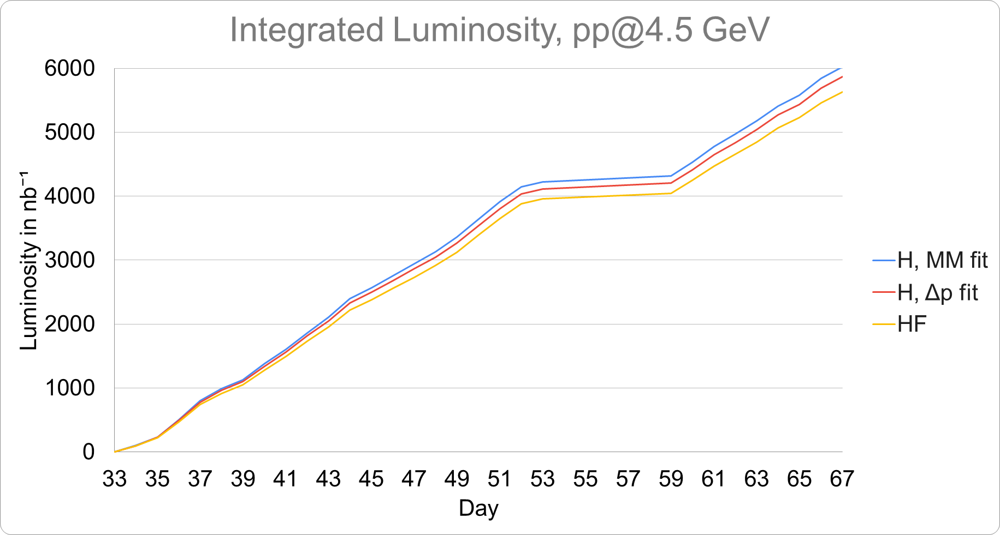 Integrated Luminosity, pp@4.5 GeV
6000
5000
4000
3000
2000
1000
0
Luminosity in nb⁻¹
33 35 37 39 41 43 45 47 49 51 53 55 57 59 61 63 65 67
Day
H, MM fit
H, Δp fit
HF